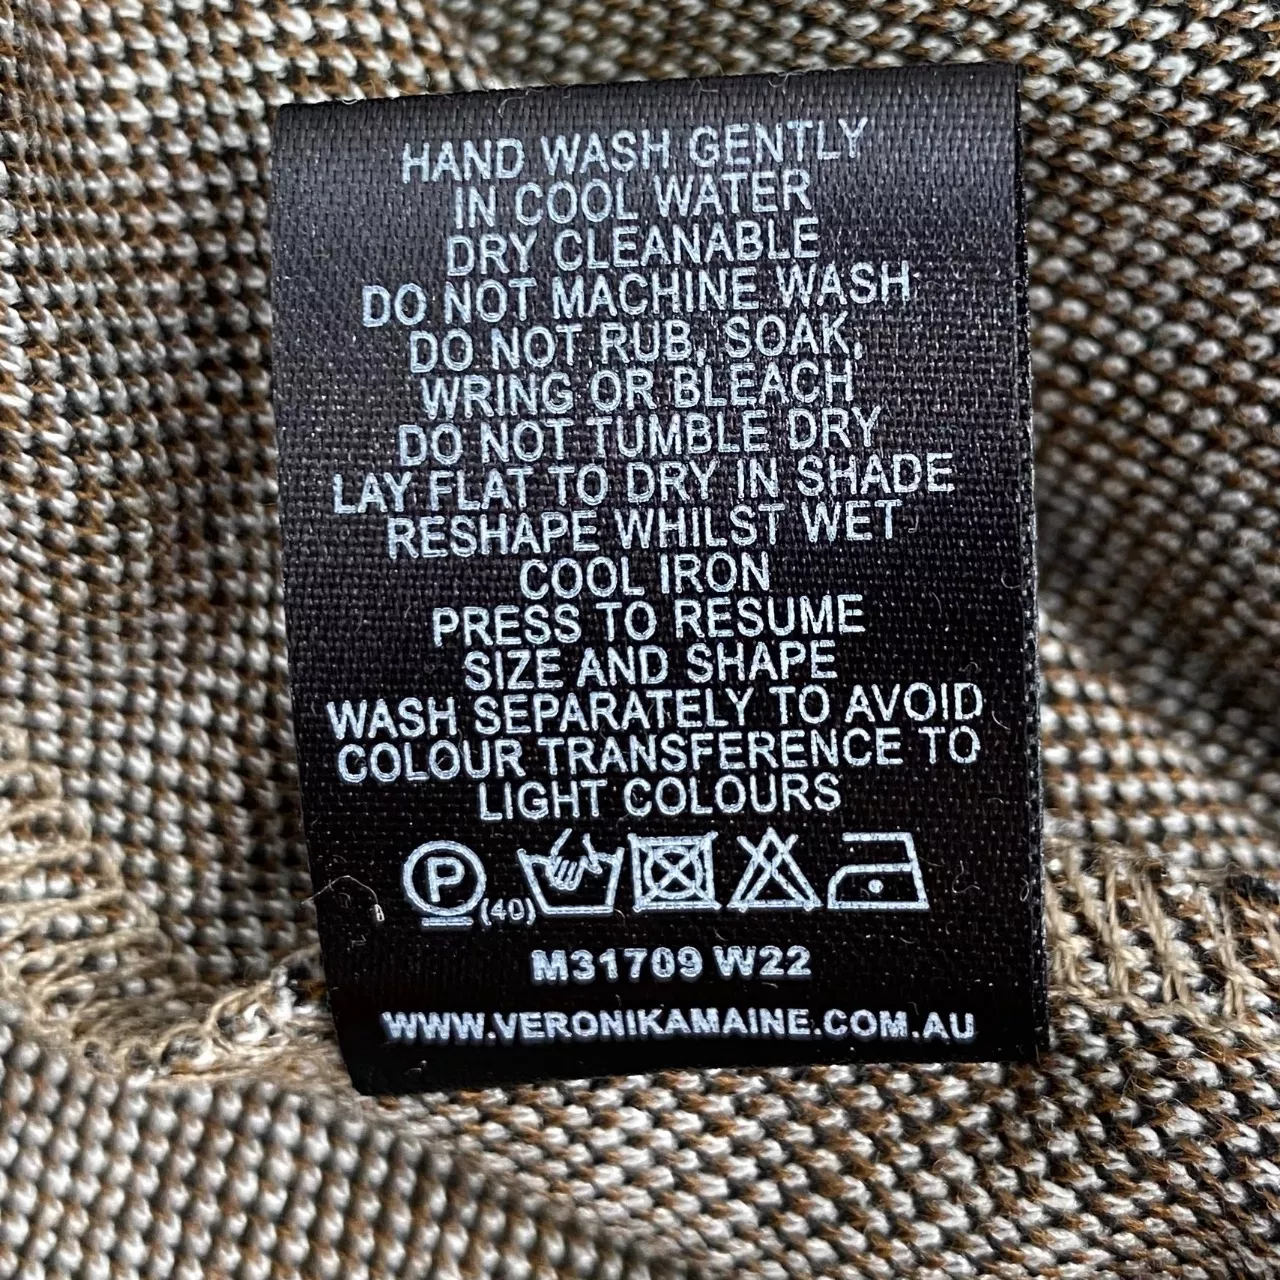 HAND WASH GENTLY
IN COOL WATER
DRY CLEANABLE
DO NOT MACHINE WASH
DO NOT RUB, SOAK,
WRING OR BLEACH
DO NOT TUMBLE DRY
LAY FLAT TO DRY IN SHADE
RESHAPE WHILST WET
COOL IRON
PRESS TO RESUME
SIZE AND SHAPE
WASH SEPARATELY TO AVOID
COLOUR TRANSFERENCE TO
LIGHT COLOURS
P (40)
M31709 W22
WWW.VERONIKAMAINE.COM.AU